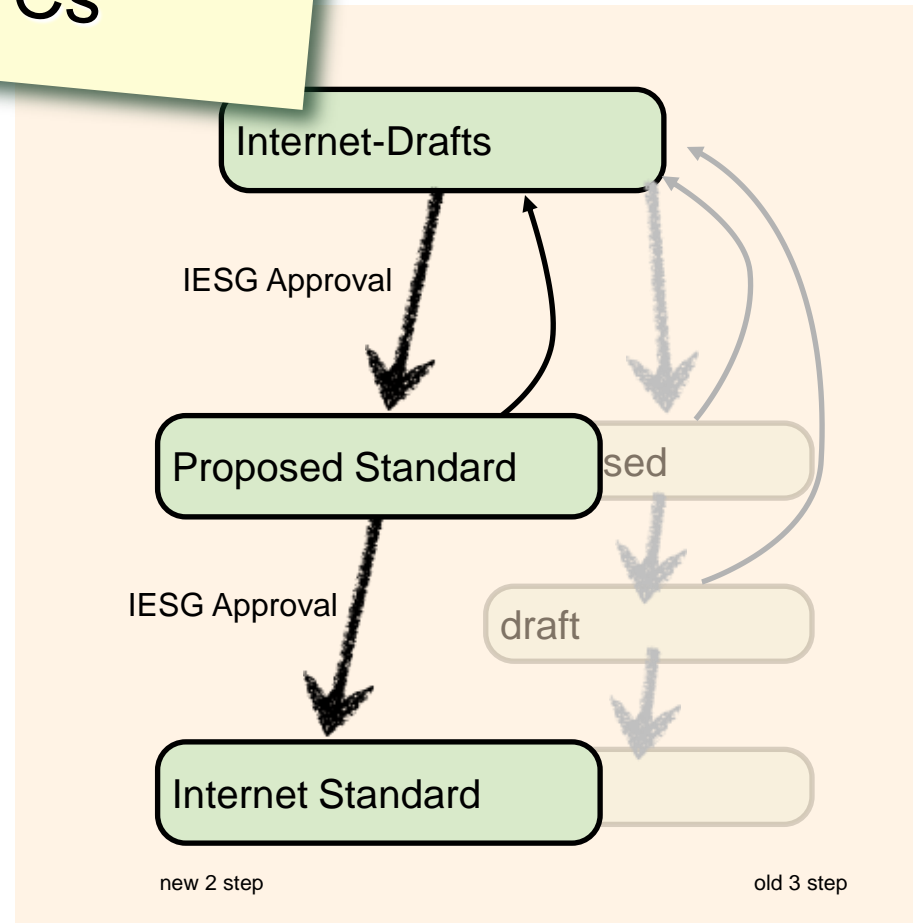 Cs
Internet-Drafts
IESG Approval
Proposed Standard
sed
IESG Approval
draft
Internet Standard
new 2 step
old 3 step